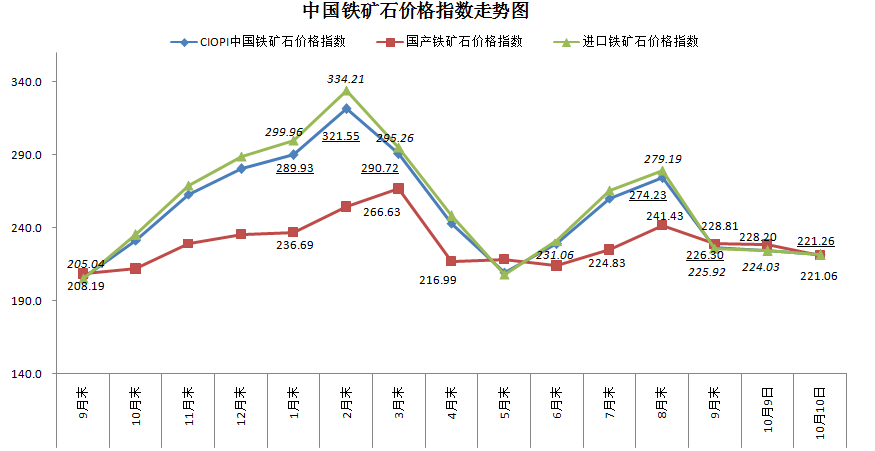 中国铁矿石价格指数走势图
CIOPI中国铁矿石价格指数 国产铁矿石价格指数 进口铁矿石价格指数
340.0
290.0
240.0
190.0
140.0
334.21
299.96
321.55
295.26
289.93
290.72
279.19
274.23
266.63
241.43
228.81
236.69
228.20
221.26
205.04
208.19
216.99
231.06
224.83
226.30
225.92
224.03
221.06
9月末
10月末
11月末
12月末
1月末
2月末
3月末
4月末
5月末
6月末
7月末
8月末
9月末
10月9日
10月10日